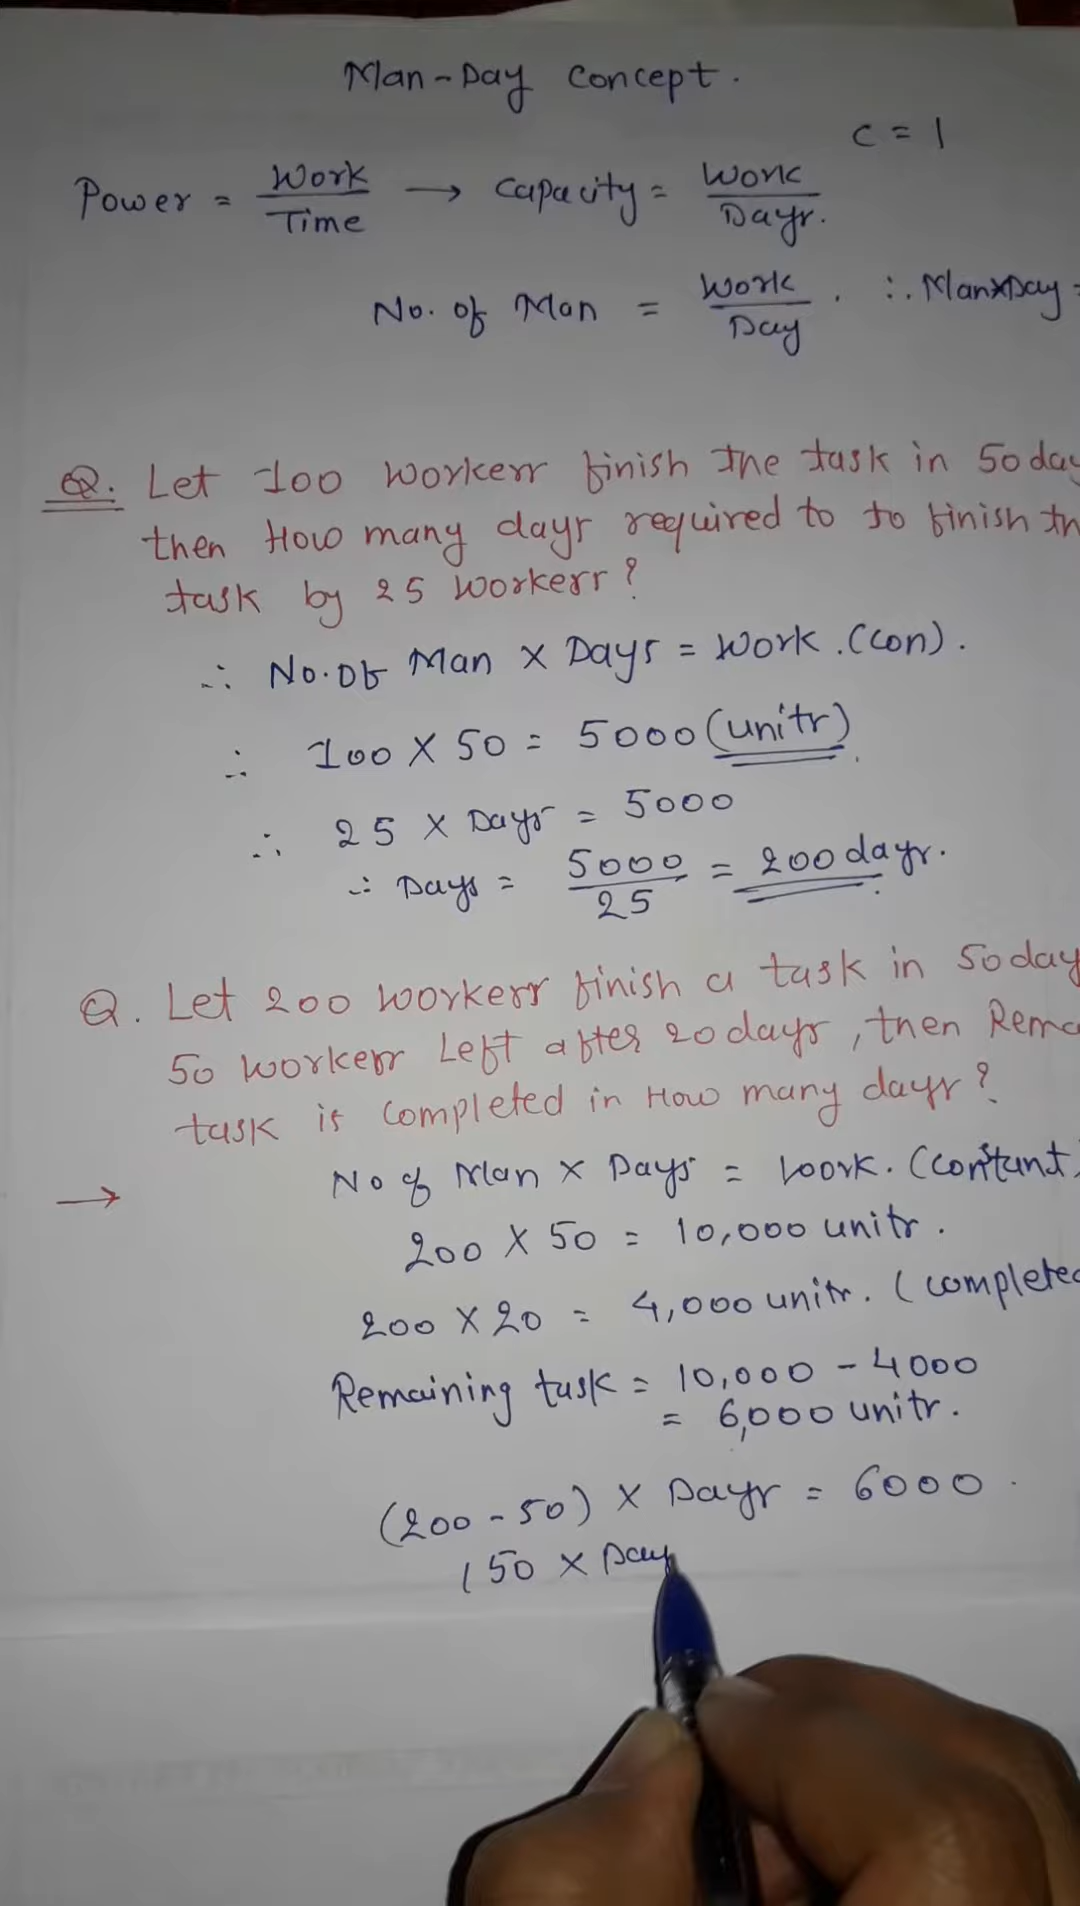 Man-Day Concept.
C = 1
Power = Work/Time → Capacity = Work/Days.
No. of Man = Work/Day. ∴ Man×Day =
Q. Let 100 workers finish the task in 50 day
then How many days required to to finish th
task by 25 workers?
∴ No. Of Man × Days = Work. (Con).
∴ 100 × 50 = 5000 (units)
∴ 25 × Days = 5000
∴ Days = 5000/25 = 200 days.
Q. Let 200 workers finish a task in 50 day
50 workers Left after 20 days, then Rema
task is completed in How many days?
→ No of Man × Days = Work. (Constant
200 × 50 = 10,000 units.
200 × 20 = 4,000 units. (complete
Remaining task = 10,000 - 4000
= 6,000 units.
(200 - 50) × Days = 6000
150 × Day